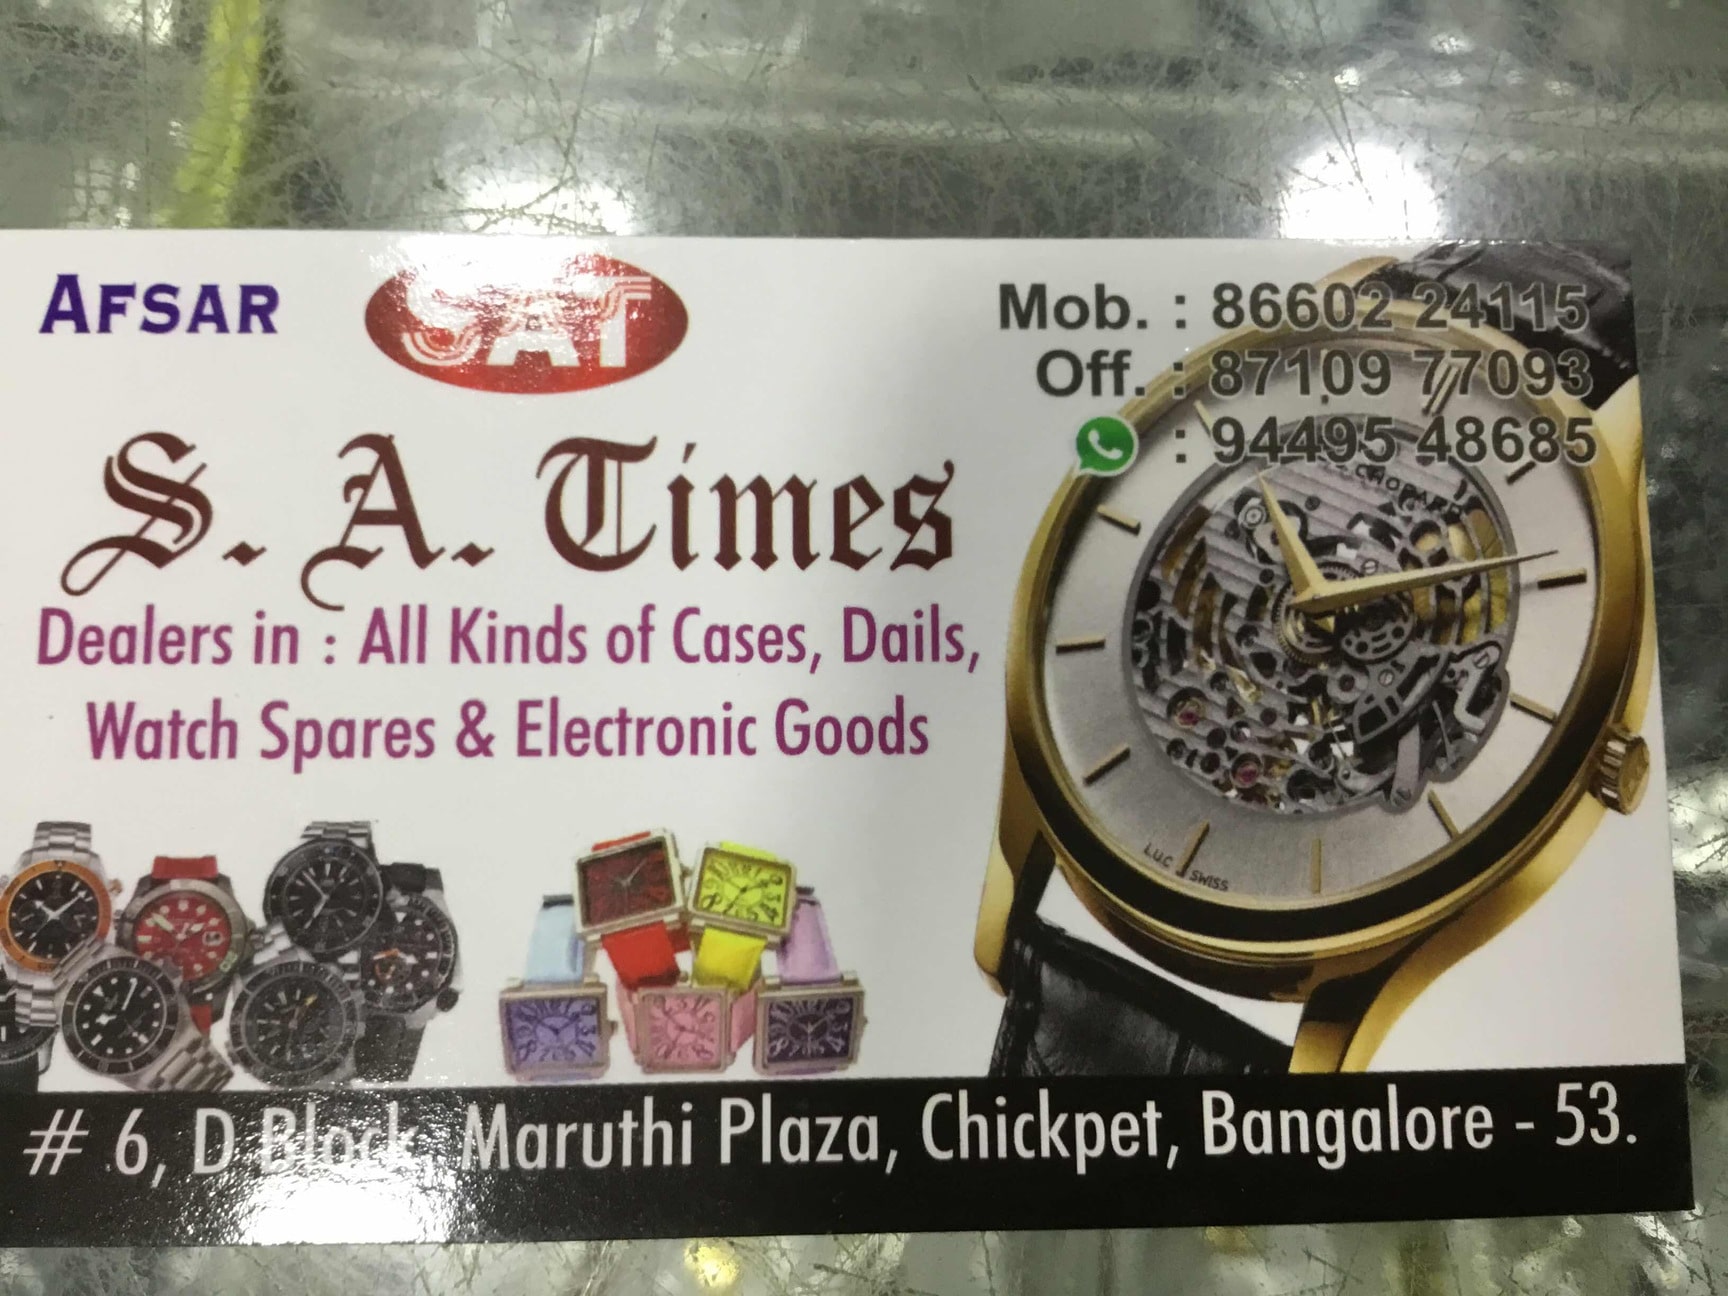 AFSAR
SAT
Mob. : 86602 24115
Off. : 87109 77093
: 94495 48685
S. A. Times
Dealers in : All Kinds of Cases, Dails,
Watch Spares & Electronic Goods
CHOPARD
L.U.C SWISS
# 6, D Block, Maruthi Plaza, Chickpet, Bangalore - 53.